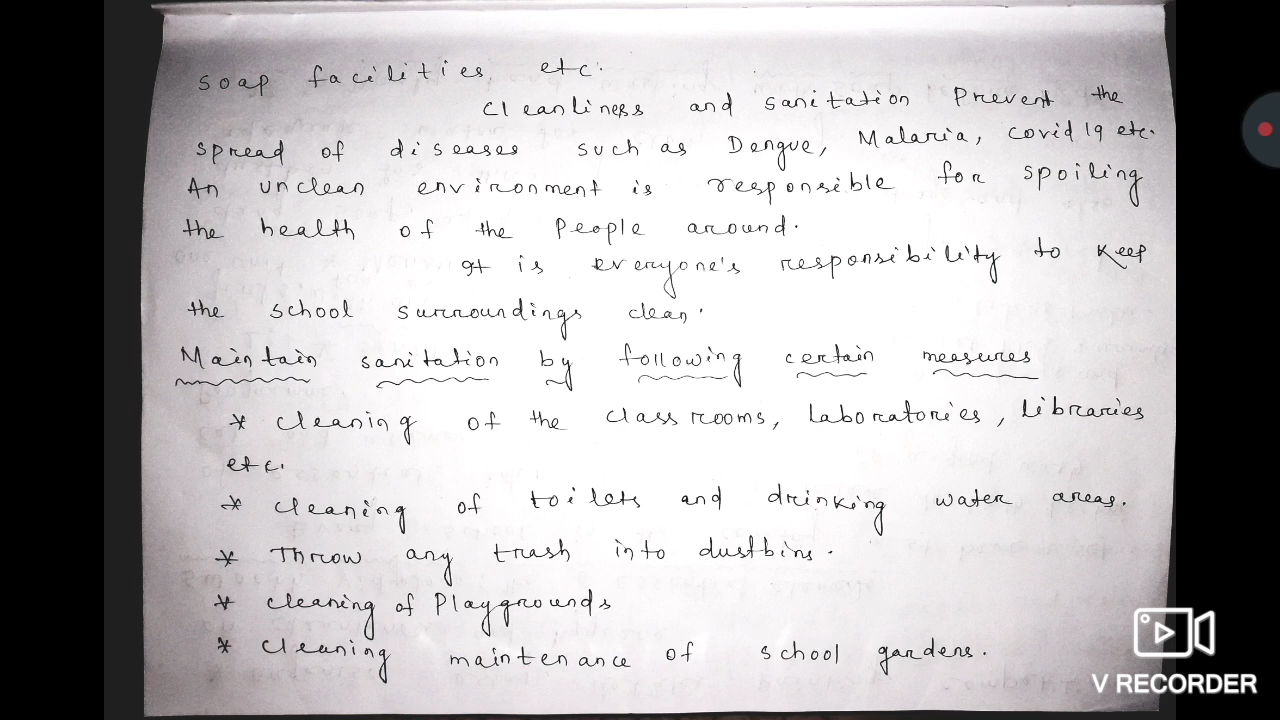 soap facilities, etc.
Cleanliness and sanitation Prevent the
spread of diseases such as Dengue, Malaria, covid 19 etc.
An unclean environment is responsible for spoiling
the health of the People around.
It is everyone's responsibility to keep
the school surroundings clean.
Maintain sanitation by following certain measures
* cleaning of the classrooms, laboratories, libraries
etc.
* cleaning of toilets and drinking water areas.
* Throw any trash into dustbins.
* cleaning of Playgrounds
* cleaning maintenance of school gardens.
V RECORDER